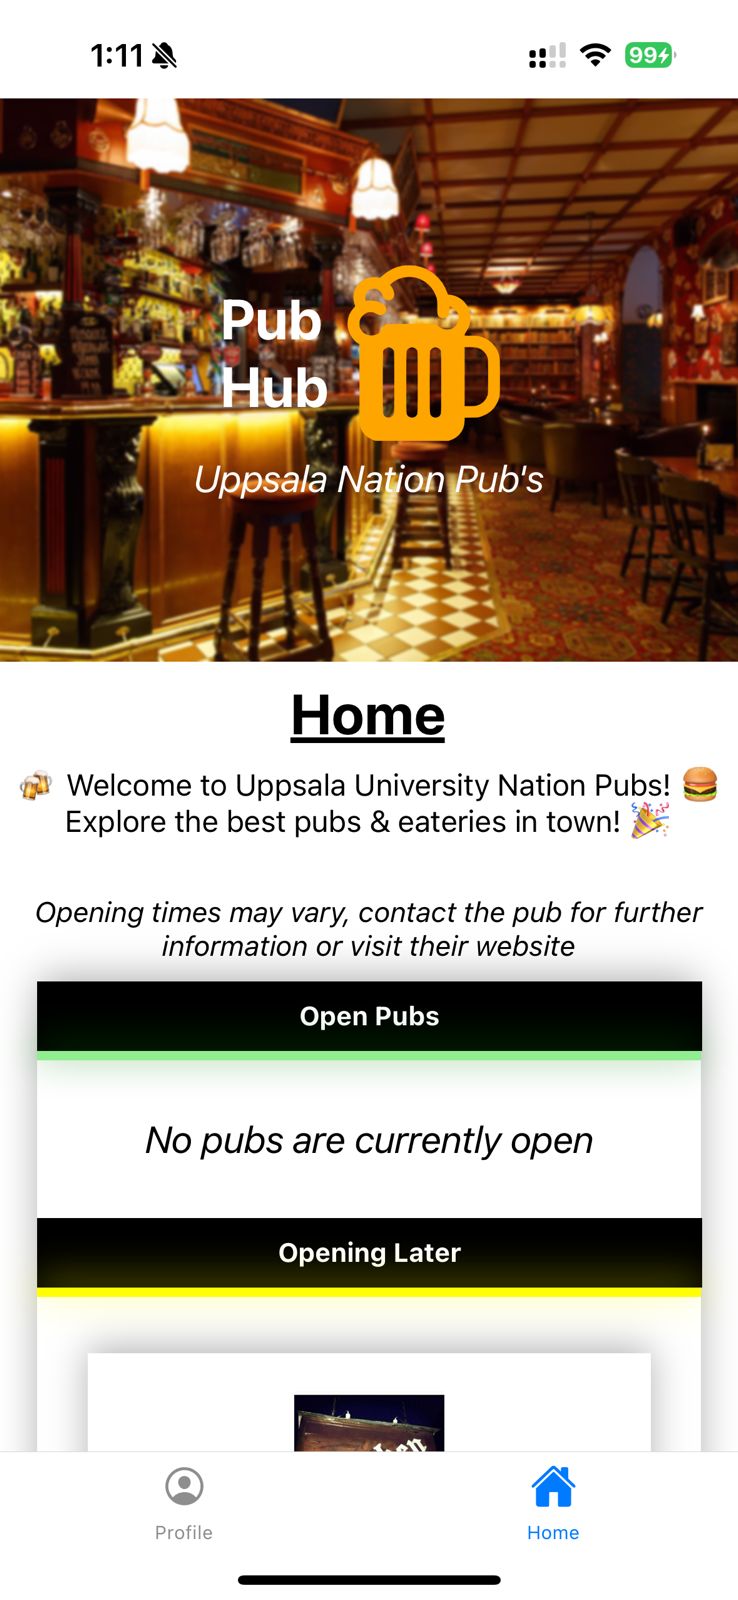 1:11
99
Pub
Hub
Uppsala Nation Pub's
Home
🍻 Welcome to Uppsala University Nation Pubs! 🍔
Explore the best pubs & eateries in town! 🎉
Opening times may vary, contact the pub for further
information or visit their website
Open Pubs
No pubs are currently open
Opening Later
Profile
Home